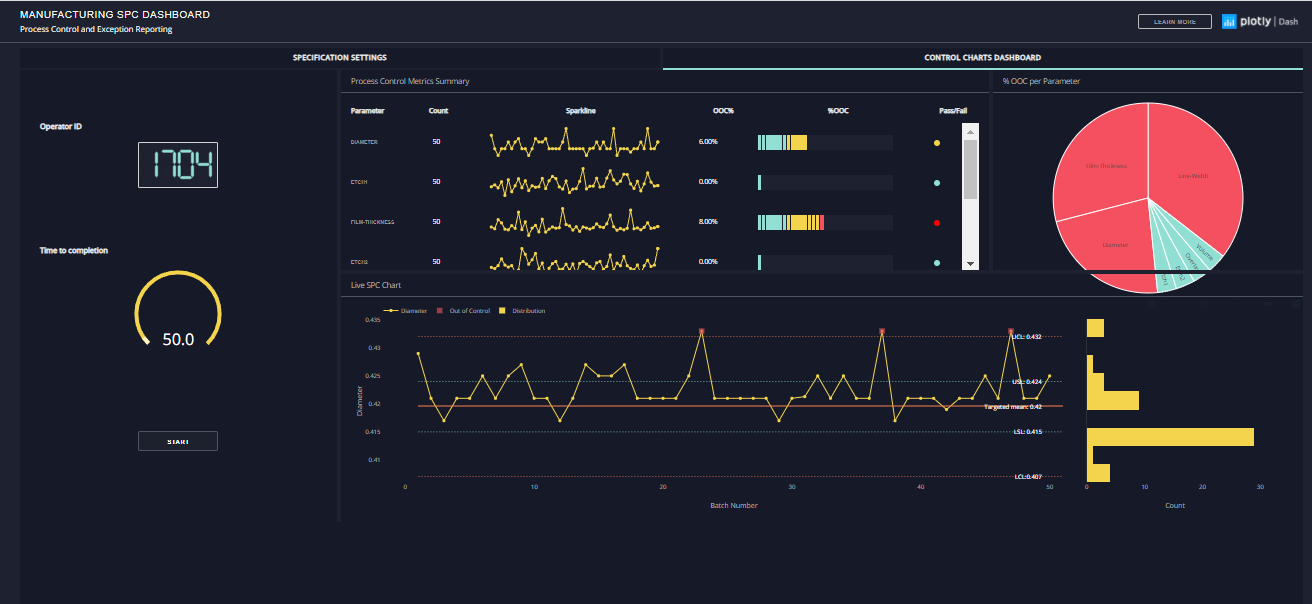 MANUFACTURING SPC DASHBOARD
Process Control and Exception Reporting
LEARN MORE
plotly | Dash
SPECIFICATION SETTINGS
CONTROL CHARTS DASHBOARD
Operator ID
1704
Time to completion
50.0
START
Process Control Metrics Summary
Parameter Count Sparkline OOC% %OOC Pass/Fail
DIAMETER 50 6.00%
ETCH1 50 0.00%
FILM-THICKNESS 50 8.00%
ETCH2 50 0.00%
% OOC per Parameter
Film-Thickness
Line-Width
Diameter
Volume
Live SPC Chart
Diameter Out of Control Distribution
0.435
0.43
0.425
0.42
0.415
0.41
Diameter
UCL: 0.432
USL: 0.424
Targeted mean: 0.42
LSL: 0.415
LCL: 0.407
0 10 20 30 40 50
Batch Number
0 10 20 30
Count